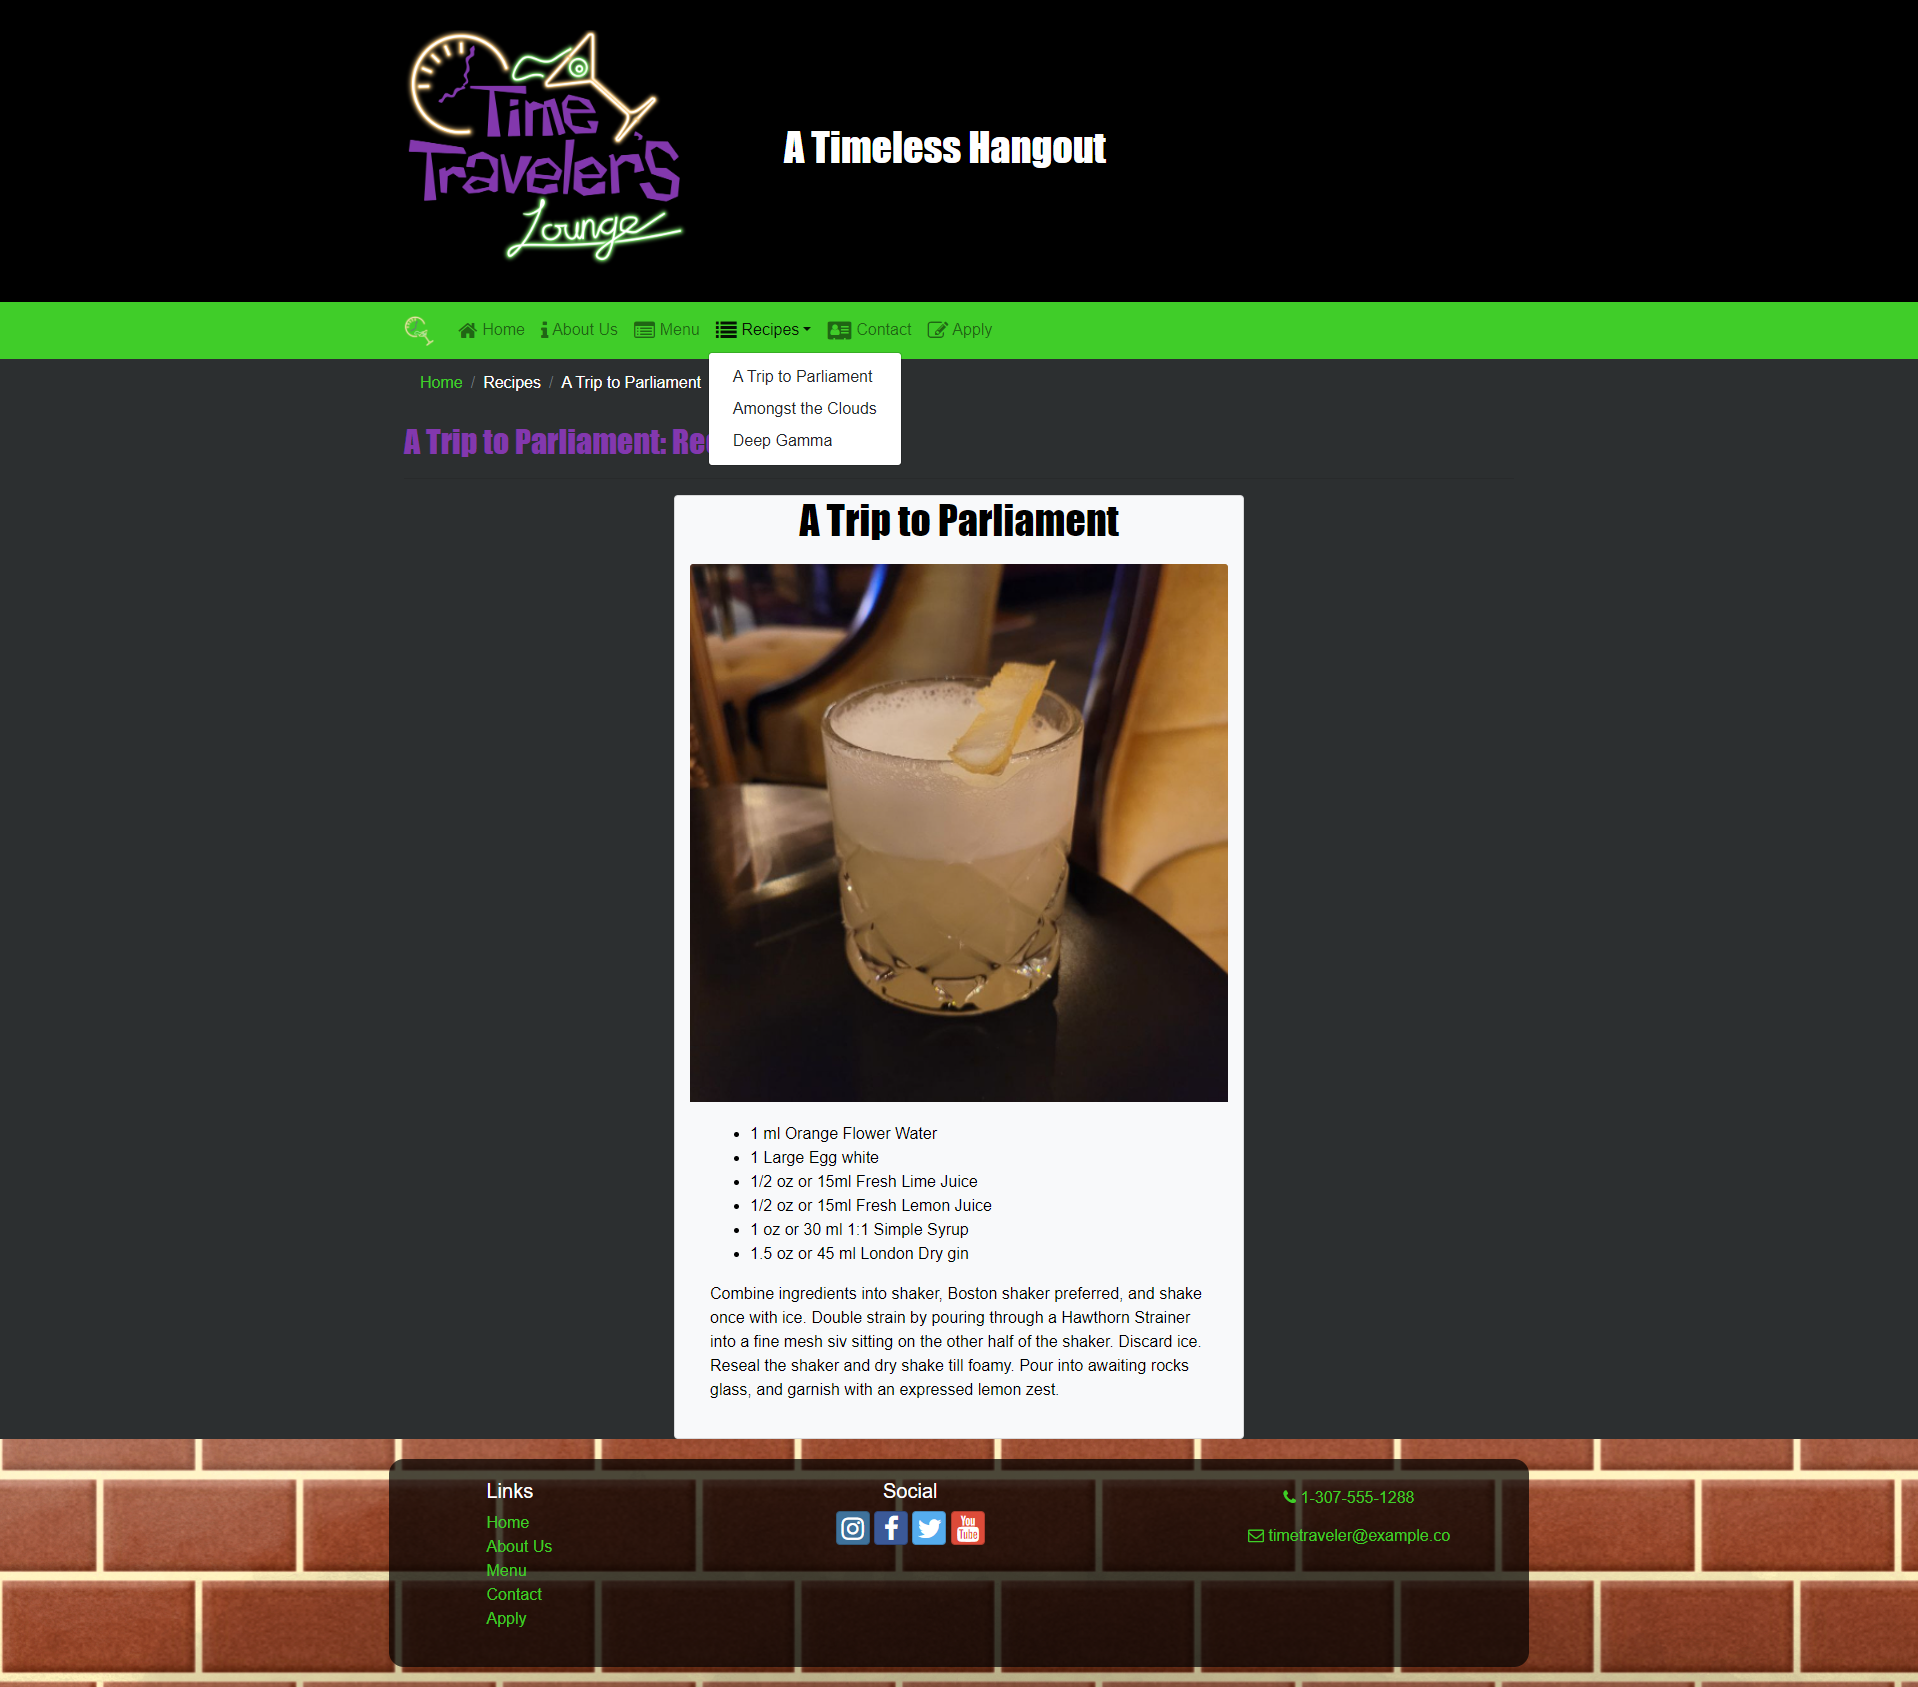 Time
Traveler's
Lounge
A Timeless Hangout
Home About Us Menu Recipes Contact Apply
Home / Recipes / A Trip to Parliament
A Trip to Parliament
Amongst the Clouds
Deep Gamma
A Trip to Parliament:
A Trip to Parliament
• 1 ml Orange Flower Water
• 1 Large Egg white
• 1/2 oz or 15ml Fresh Lime Juice
• 1/2 oz or 15ml Fresh Lemon Juice
• 1 oz or 30 ml 1:1 Simple Syrup
• 1.5 oz or 45 ml London Dry gin
Combine ingredients into shaker, Boston shaker preferred, and shake
once with ice. Double strain by pouring through a Hawthorn Strainer
into a fine mesh siv sitting on the other half of the shaker. Discard ice.
Reseal the shaker and dry shake till foamy. Pour into awaiting rocks
glass, and garnish with an expressed lemon zest.
Links
Home
About Us
Menu
Contact
Apply
Social
You
Tube
1-307-555-1288
timetraveler@example.co